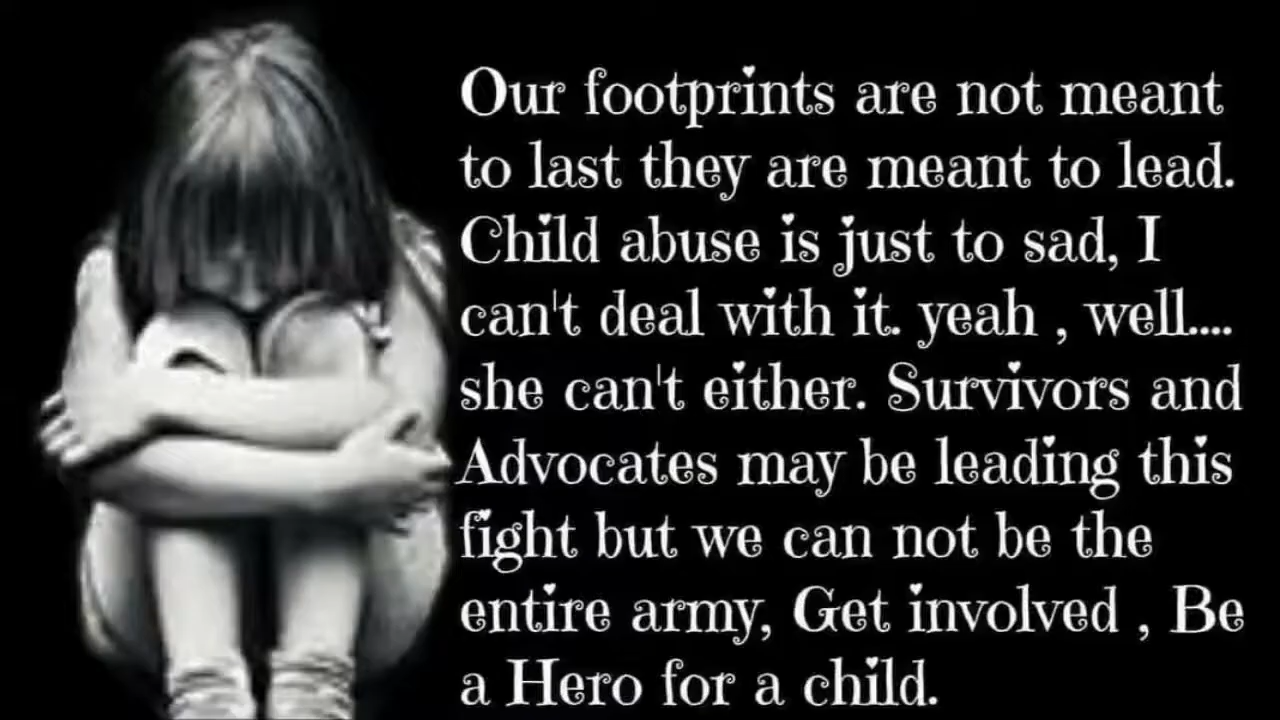 Our footprints are not meant
to last they are meant to lead.
Child abuse is just to sad, I
can't deal with it. yeah , well....
she can't either. Survivors and
Advocates may be leading this
fight but we can not be the
entire army, Get involved , Be
a Hero for a child.